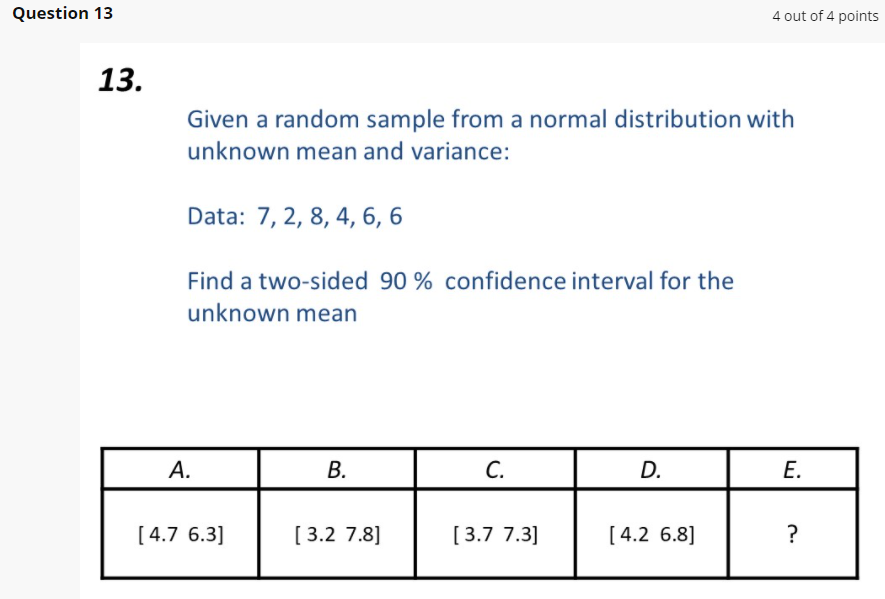 Question 13
4 out of 4 points
13.
Given a random sample from a normal distribution with
unknown mean and variance:
Data: 7, 2, 8, 4, 6, 6
Find a two-sided 90 % confidence interval for the
unknown mean
A. B. C. D. E.
[ 4.7 6.3] [ 3.2 7.8] [ 3.7 7.3] [ 4.2 6.8] ?